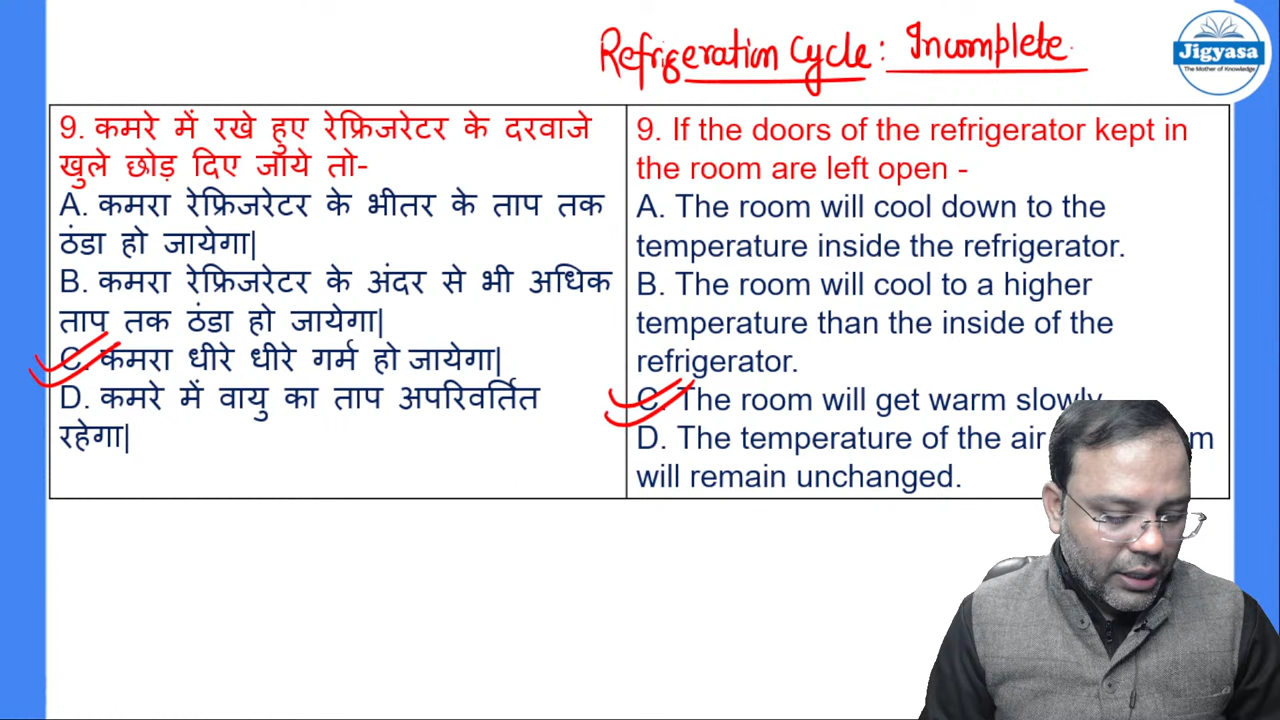 Refrigeration Cycle: Incomplete
Jigyasa
The Mother of Knowledge
9. कमरे में रखे हुए रेफ्रिजरेटर के दरवाजे
खुले छोड़ दिए जाये तो-
A. कमरा रेफ्रिजरेटर के भीतर के ताप तक
ठंडा हो जायेगा|
B. कमरा रेफ्रिजरेटर के अंदर से भी अधिक
ताप तक ठंडा हो जायेगा|
C. कमरा धीरे धीरे गर्म हो जायेगा|
D. कमरे में वायु का ताप अपरिवर्तित
रहेगा|
9. If the doors of the refrigerator kept in
the room are left open -
A. The room will cool down to the
temperature inside the refrigerator.
B. The room will cool to a higher
temperature than the inside of the
refrigerator.
C. The room will get warm slowly
D. The temperature of the air
will remain unchanged.